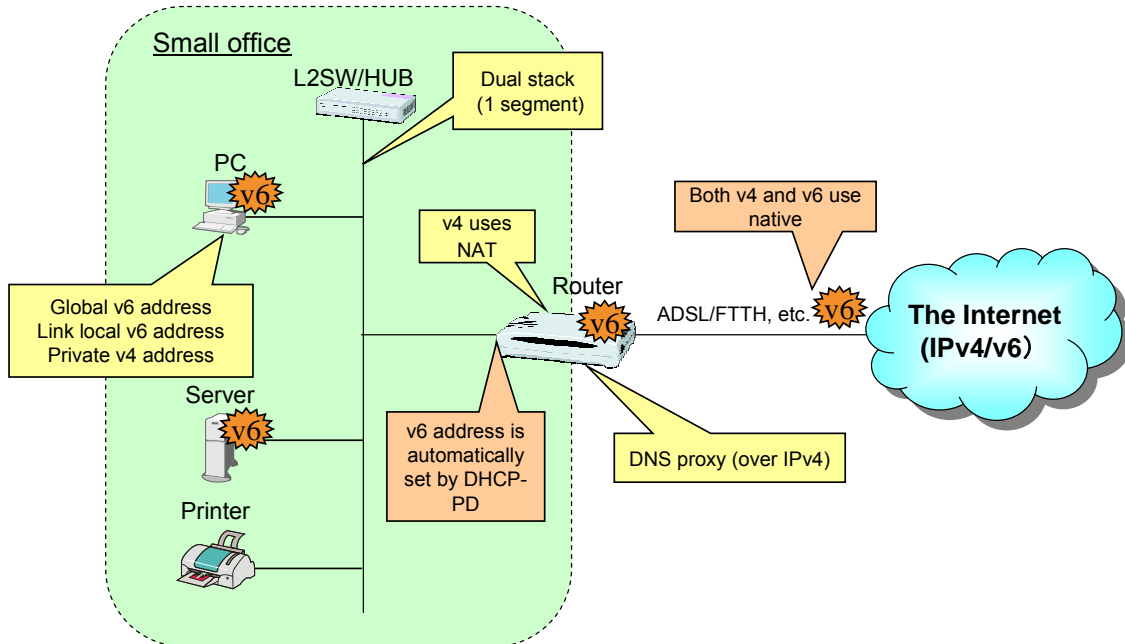 Small office
L2SW/HUB
Dual stack
(1 segment)
PC
v6
Both v4 and v6 use
native
v4 uses
NAT
Global v6 address
Link local v6 address
Private v4 address
Router
v6
ADSL/FTTH, etc.
v6
The Internet
(IPv4/v6）
Server
v6
v6 address is
automatically
set by DHCP-
PD
DNS proxy (over IPv4)
Printer